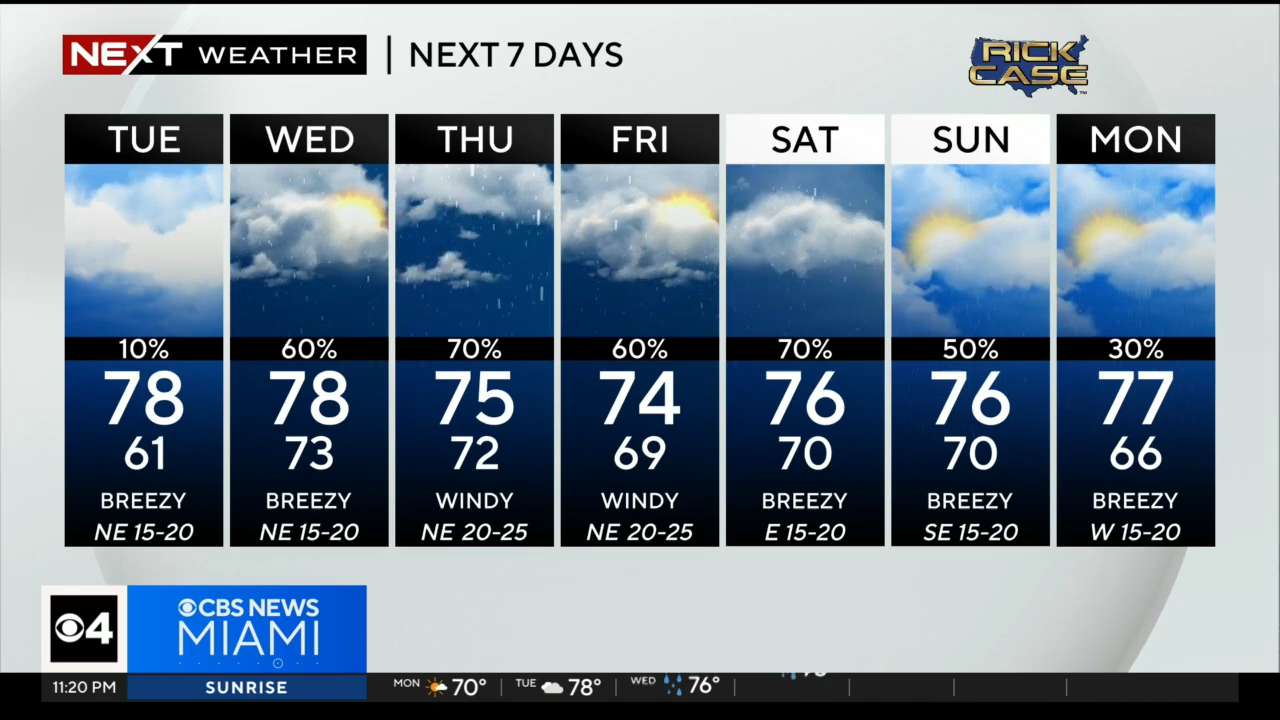 NEXT WEATHER | NEXT 7 DAYS
RICK
CASE
TUE WED THU FRI SAT SUN MON
10% 60% 70% 60% 70% 50% 30%
78 78 75 74 76 76 77
61 73 72 69 70 70 66
BREEZY BREEZY WINDY WINDY BREEZY BREEZY BREEZY
NE 15-20 NE 15-20 NE 20-25 NE 20-25 E 15-20 SE 15-20 W 15-20
4 CBS NEWS
MIAMI
11:20 PM SUNRISE MON 70° TUE 78° WED 76°